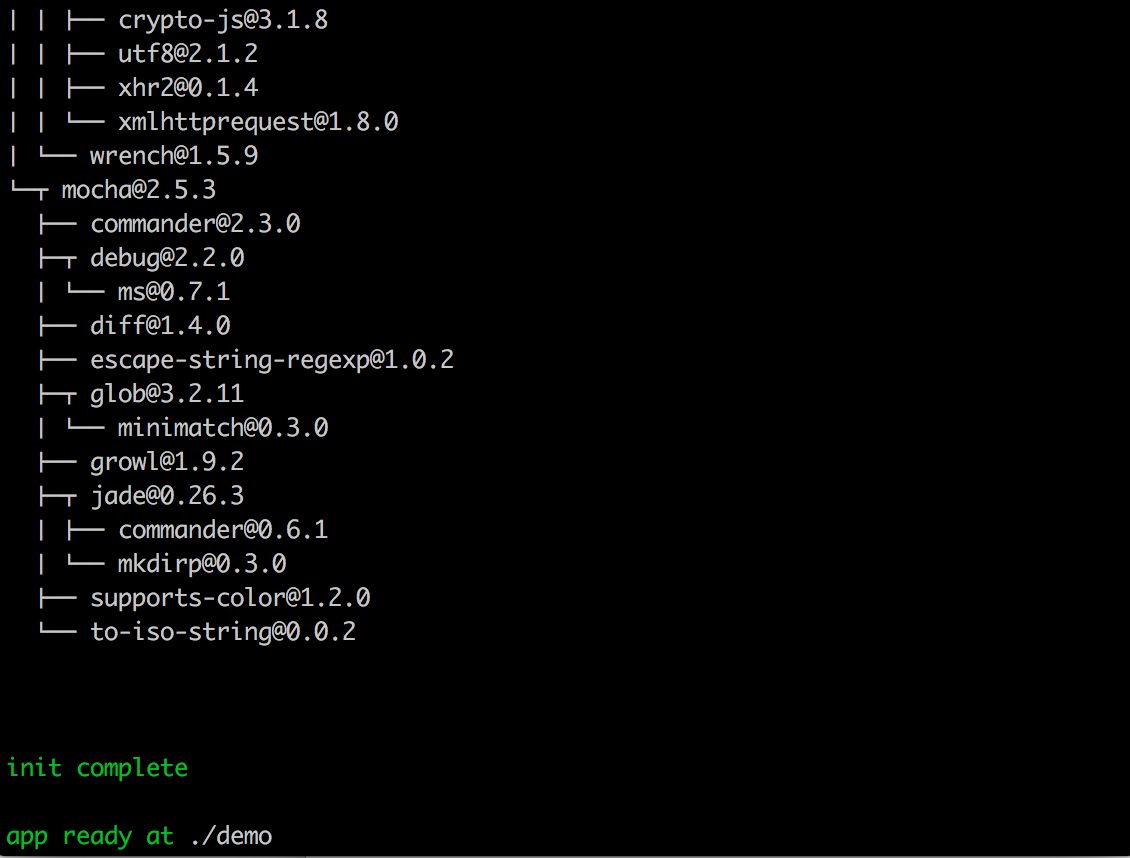 │ │ ├── crypto-js@3.1.8
│ │ ├── utf8@2.1.2
│ │ ├── xhr2@0.1.4
│ │ └── xmlhttprequest@1.8.0
│ └── wrench@1.5.9
└─┬ mocha@2.5.3
  ├── commander@2.3.0
  ├─┬ debug@2.2.0
  │ └── ms@0.7.1
  ├── diff@1.4.0
  ├── escape-string-regexp@1.0.2
  ├─┬ glob@3.2.11
  │ └── minimatch@0.3.0
  ├── growl@1.9.2
  ├─┬ jade@0.26.3
  │ ├── commander@0.6.1
  │ └── mkdirp@0.3.0
  ├── supports-color@1.2.0
  └── to-iso-string@0.0.2
init complete
app ready at ./demo